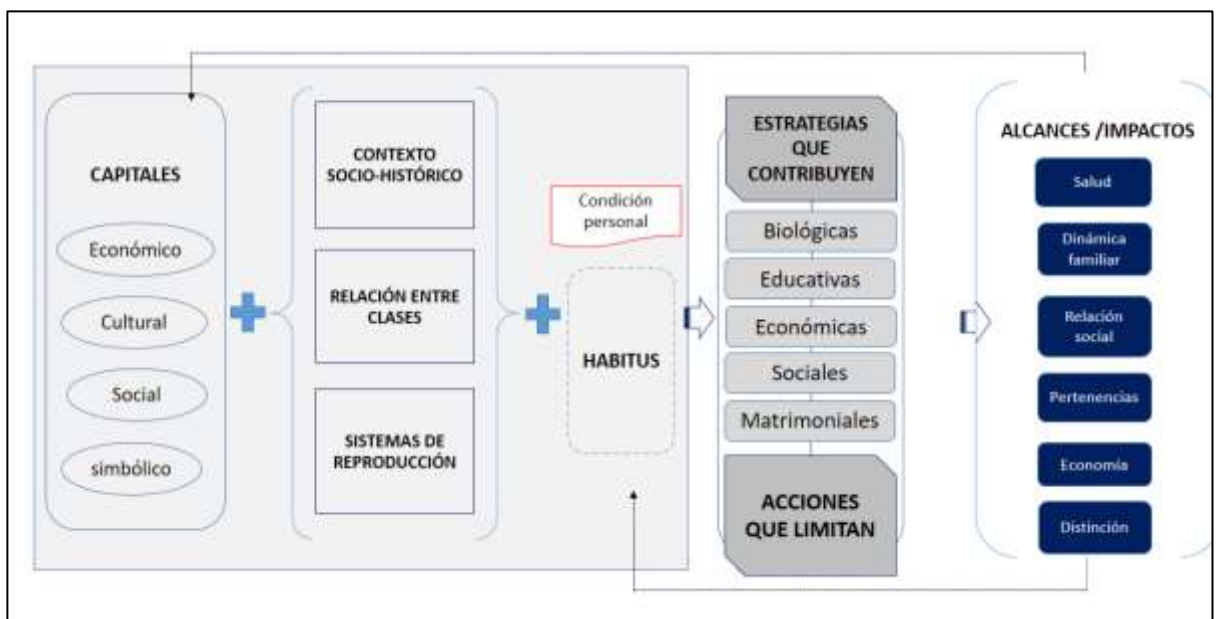 CAPITALES
Económico
Cultural
Social
simbólico
CONTEXTO
SOCIO-HISTÓRICO
RELACIÓN ENTRE
CLASES
SISTEMAS DE
REPRODUCCIÓN
Condición
personal
HABITUS
ESTRATEGIAS
QUE
CONTRIBUYEN
Biológicas
Educativas
Económicas
Sociales
Matrimoniales
ACCIONES
QUE LIMITAN
ALCANCES /IMPACTOS
Salud
Dinámica
familiar
Relación
social
Pertenencias
Economía
Distinción